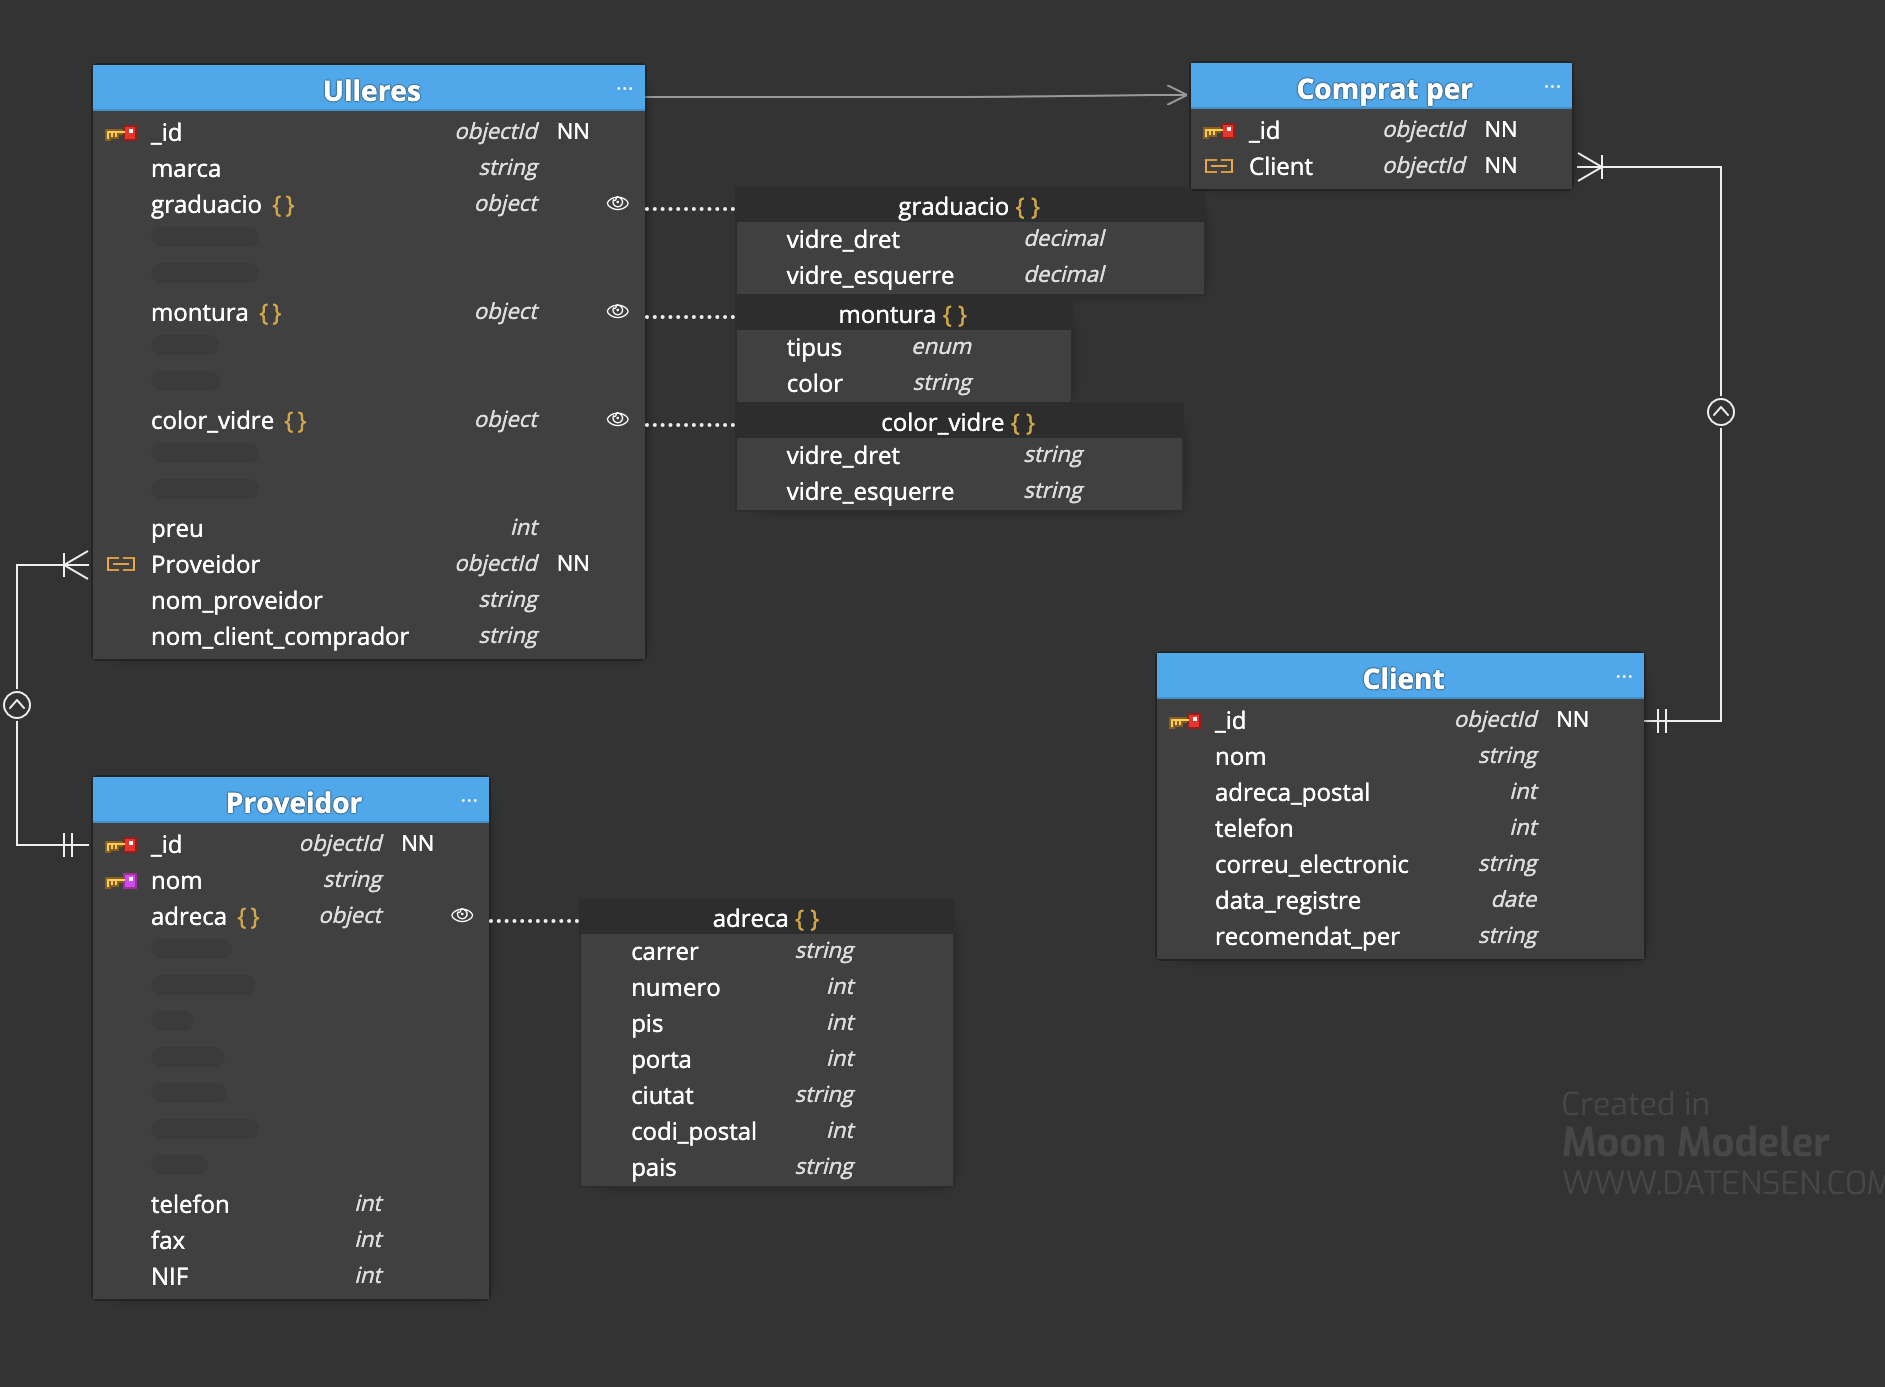 Ulleres ...
_id objectId NN
marca string
graduacio { } object
montura { } object
color_vidre { } object
preu int
Proveidor objectId NN
nom_proveidor string
nom_client_comprador string
graduacio { }
vidre_dret decimal
vidre_esquerre decimal
montura { }
tipus enum
color string
color_vidre { }
vidre_dret string
vidre_esquerre string
Comprat per ...
_id objectId NN
Client objectId NN
Client ...
_id objectId NN
nom string
adreca_postal int
telefon int
correu_electronic string
data_registre date
recomendat_per string
Proveidor ...
_id objectId NN
nom string
adreca { } object
telefon int
fax int
NIF int
adreca { }
carrer string
numero int
pis int
porta int
ciutat string
codi_postal int
pais string
Created in
Moon Modeler
WWW.DATENSEN.COM